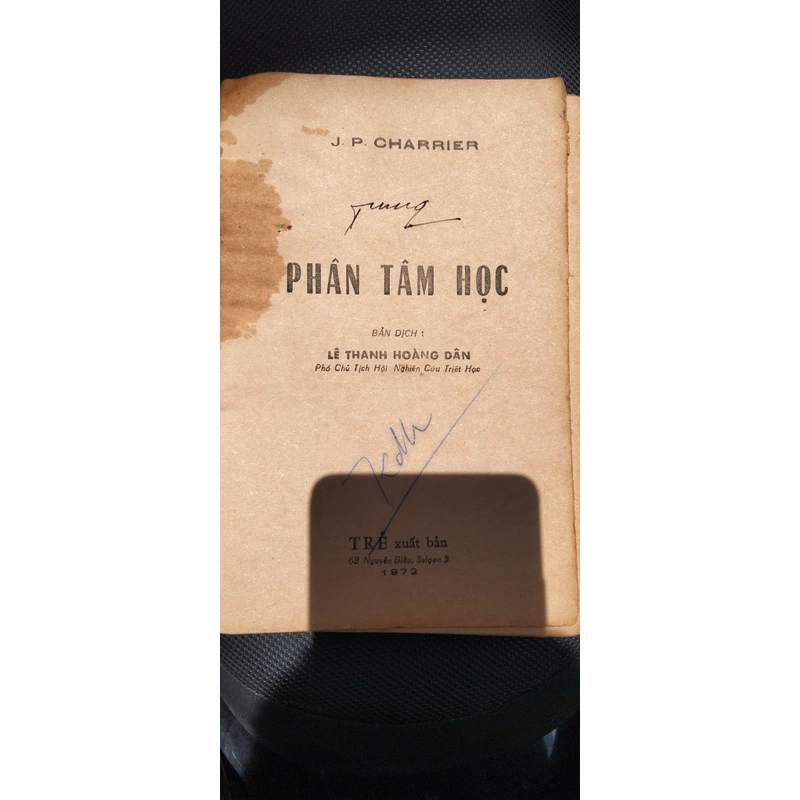 J. P. CHARRIER
PHÂN TÂM HỌC
BẢN DỊCH :
LÊ THANH HOÀNG DÂN
Phó Chủ Tịch Hội Nghiên Cứu Triết Học
TRẺ xuất bản
68 Nguyễn Biểu, Saigon 5
1972